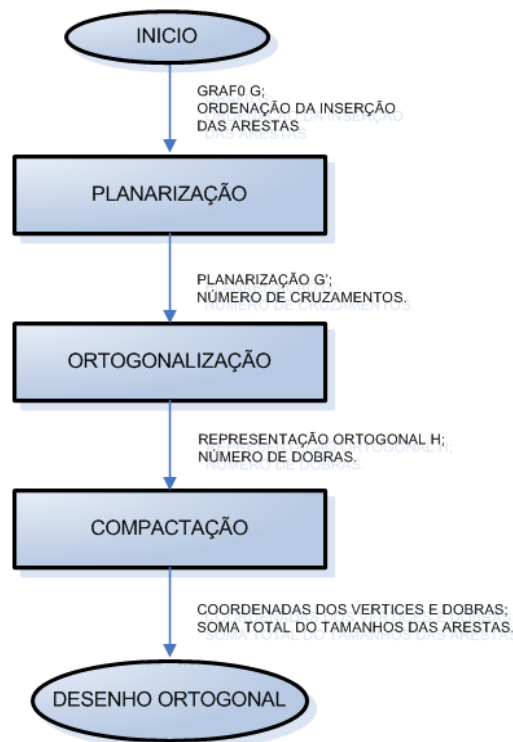 INICIO
GRAF0 G;
ORDENAÇÃO DA INSERÇÃO
DAS ARESTAS
PLANARIZAÇÃO
PLANARIZAÇÃO G';
NÚMERO DE CRUZAMENTOS.
ORTOGONALIZAÇÃO
REPRESENTAÇÃO ORTOGONAL H;
NÚMERO DE DOBRAS.
COMPACTAÇÃO
COORDENADAS DOS VERTICES E DOBRAS;
SOMA TOTAL DO TAMANHOS DAS ARESTAS.
DESENHO ORTOGONAL